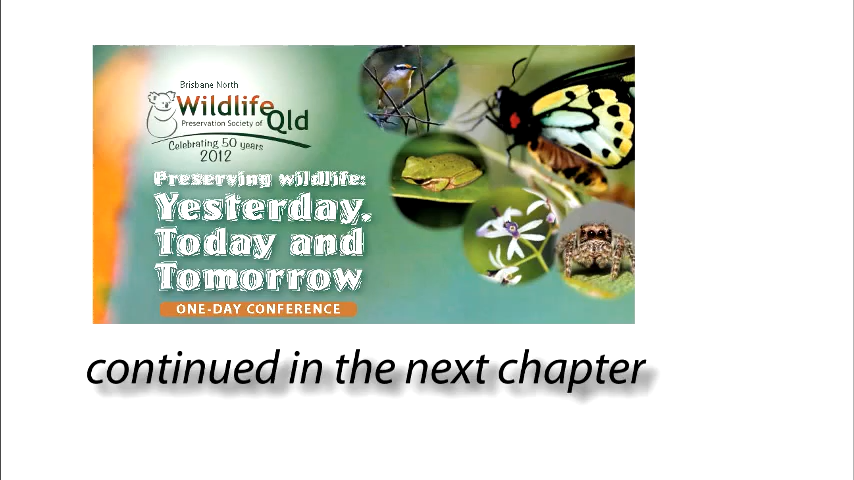 Brisbane North
Wildlife
Preservation Society of Qld
Celebrating 50 years
2012
Preserving wildlife:
Yesterday,
Today and
Tomorrow
ONE-DAY CONFERENCE
continued in the next chapter